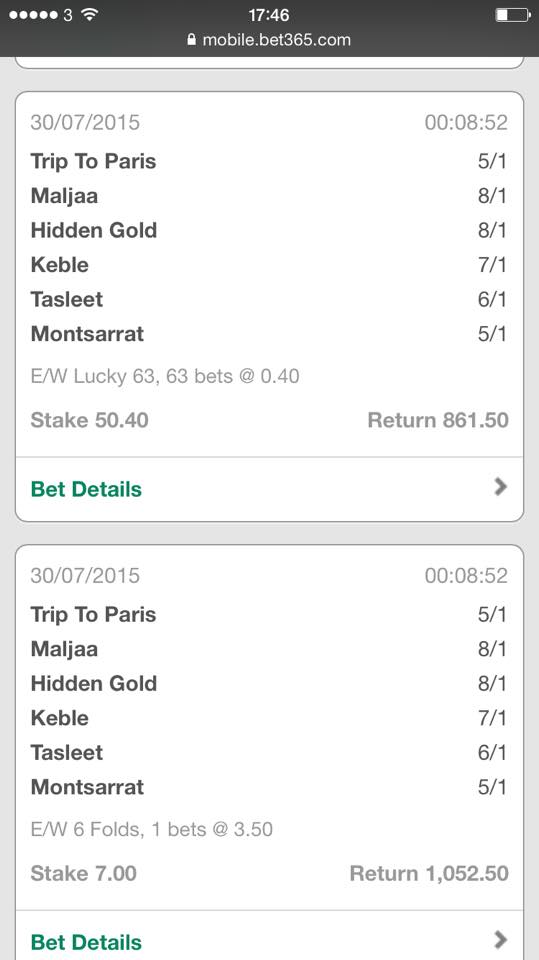 3 17:46
mobile.bet365.com
30/07/2015 00:08:52
Trip To Paris 5/1
Maljaa 8/1
Hidden Gold 8/1
Keble 7/1
Tasleet 6/1
Montsarrat 5/1
E/W Lucky 63, 63 bets @ 0.40
Stake 50.40 Return 861.50
Bet Details
30/07/2015 00:08:52
Trip To Paris 5/1
Maljaa 8/1
Hidden Gold 8/1
Keble 7/1
Tasleet 6/1
Montsarrat 5/1
E/W 6 Folds, 1 bets @ 3.50
Stake 7.00 Return 1,052.50
Bet Details